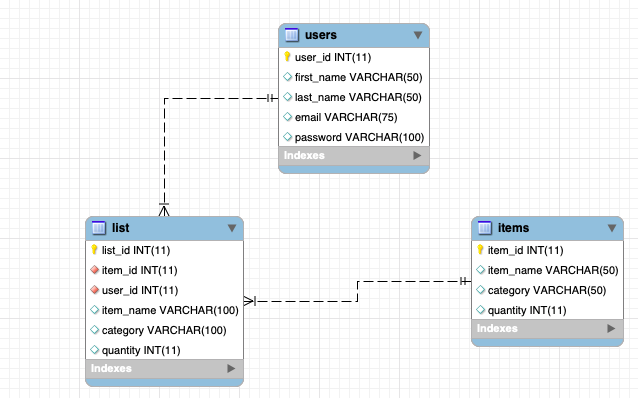 users
user_id INT(11)
first_name VARCHAR(50)
last_name VARCHAR(50)
email VARCHAR(75)
password VARCHAR(100)
Indexes
list
list_id INT(11)
item_id INT(11)
user_id INT(11)
item_name VARCHAR(100)
category VARCHAR(100)
quantity INT(11)
Indexes
items
item_id INT(11)
item_name VARCHAR(50)
category VARCHAR(50)
quantity INT(11)
Indexes